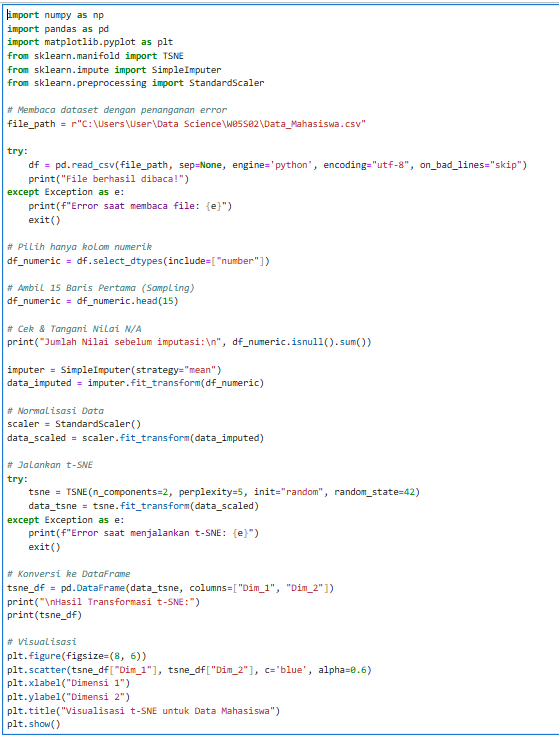 import numpy as np
import pandas as pd
import matplotlib.pyplot as plt
from sklearn.manifold import TSNE
from sklearn.impute import SimpleImputer
from sklearn.preprocessing import StandardScaler

# Membaca dataset dengan penanganan error
file_path = r"C:\Users\User\Data Science\W05S02\Data_Mahasiswa.csv"

try:
    df = pd.read_csv(file_path, sep=None, engine='python', encoding="utf-8", on_bad_lines="skip")
    print("File berhasil dibaca!")
except Exception as e:
    print(f"Error saat membaca file: {e}")
    exit()

# Pilih hanya kolom numerik
df_numeric = df.select_dtypes(include=["number"])

# Ambil 15 Baris Pertama (Sampling)
df_numeric = df_numeric.head(15)

# Cek & Tangani Nilai N/A
print("Jumlah Nilai sebelum imputasi:\n", df_numeric.isnull().sum())

imputer = SimpleImputer(strategy="mean")
data_imputed = imputer.fit_transform(df_numeric)

# Normalisasi Data
scaler = StandardScaler()
data_scaled = scaler.fit_transform(data_imputed)

# Jalankan t-SNE
try:
    tsne = TSNE(n_components=2, perplexity=5, init="random", random_state=42)
    data_tsne = tsne.fit_transform(data_scaled)
except Exception as e:
    print(f"Error saat menjalankan t-SNE: {e}")
    exit()

# Konversi ke DataFrame
tsne_df = pd.DataFrame(data_tsne, columns=["Dim_1", "Dim_2"])
print("\nHasil Transformasi t-SNE:")
print(tsne_df)

# Visualisasi
plt.figure(figsize=(8, 6))
plt.scatter(tsne_df["Dim_1"], tsne_df["Dim_2"], c='blue', alpha=0.6)
plt.xlabel("Dimensi 1")
plt.ylabel("Dimensi 2")
plt.title("Visualisasi t-SNE untuk Data Mahasiswa")
plt.show()